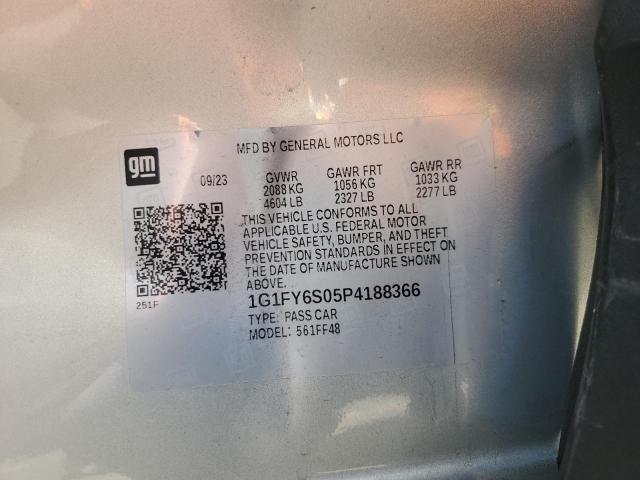 MFD BY GENERAL MOTORS LLC
gm
09/23
GVWR GAWR FRT GAWR RR
2088 KG 1056 KG 1033 KG
4604 LB 2327 LB 2277 LB
THIS VEHICLE CONFORMS TO ALL
APPLICABLE U.S. FEDERAL MOTOR
VEHICLE SAFETY, BUMPER, AND THEFT
PREVENTION STANDARDS IN EFFECT ON
THE DATE OF MANUFACTURE SHOWN
ABOVE.
251F
1G1FY6S05P4188366
TYPE: PASS CAR
MODEL: 561FF48